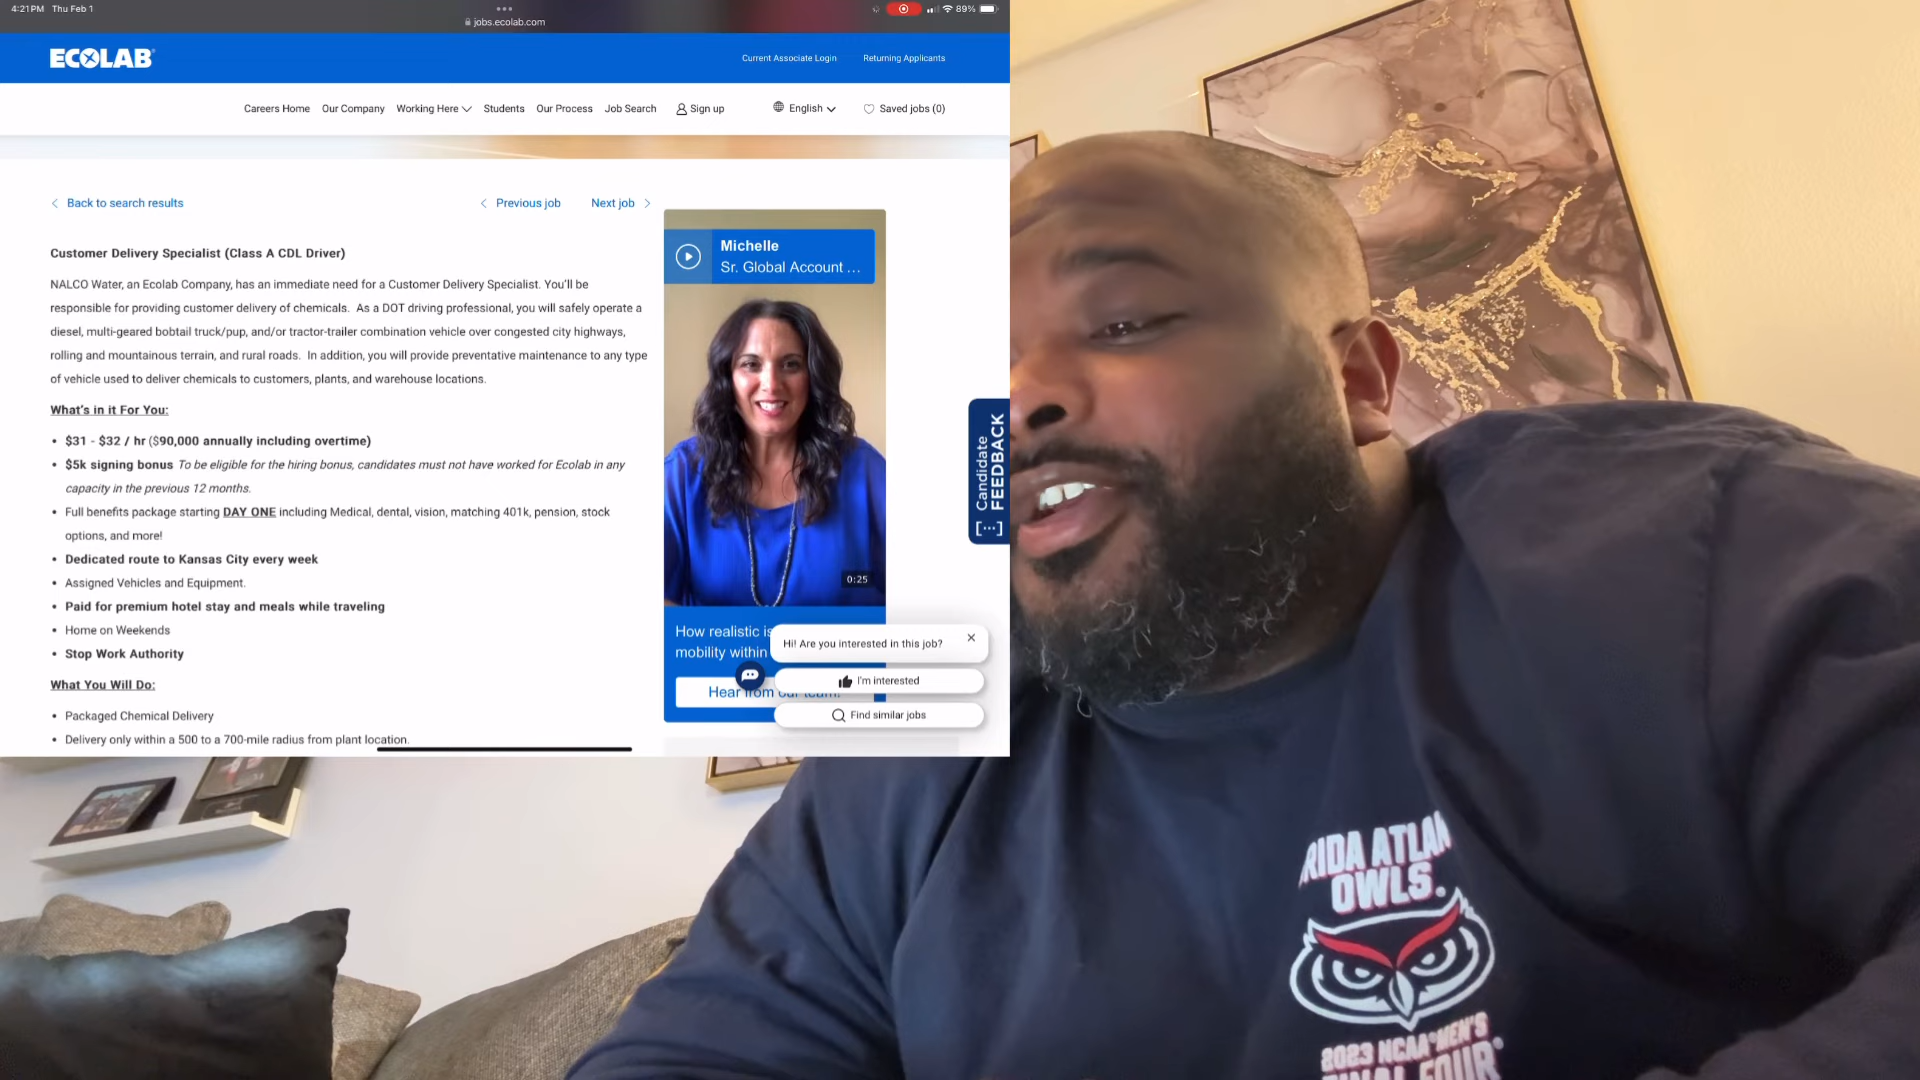 4:21 PM Thu Feb 1
89%
jobs.ecolab.com
ECOLAB
Current Associate Login
Returning Applicants
Careers Home
Our Company
Working Here
Students
Our Process
Job Search
Sign up
English
Saved jobs (0)
Back to search results
Previous job
Next job
Customer Delivery Specialist (Class A CDL Driver)
NALCO Water, an Ecolab Company, has an immediate need for a Customer Delivery Specialist. You'll be
responsible for providing customer delivery of chemicals. As a DOT driving professional, you will safely operate a
diesel, multi-geared bobtail truck/pup, and/or tractor-trailer combination vehicle over congested city highways,
rolling and mountainous terrain, and rural roads. In addition, you will provide preventative maintenance to any type
of vehicle used to deliver chemicals to customers, plants, and warehouse locations.
What's in it For You:
• $31 - $32 / hr ($90,000 annually including overtime)
• $5k signing bonus To be eligible for the hiring bonus, candidates must not have worked for Ecolab in any
capacity in the previous 12 months.
• Full benefits package starting DAY ONE including Medical, dental, vision, matching 401k, pension, stock
options, and more!
• Dedicated route to Kansas City every week
• Assigned Vehicles and Equipment.
• Paid for premium hotel stay and meals while traveling
• Home on Weekends
• Stop Work Authority
What You Will Do:
• Packaged Chemical Delivery
• Delivery only within a 500 to a 700-mile radius from plant location.
Michelle
Sr. Global Account ...
0:25
How realistic is
mobility within
Hear from our team!
Hi! Are you interested in this job?
I'm interested
Find similar jobs
Candidate
FEEDBACK
RIDA ATLAN
OWLS.
2023 NCAA MEN'S
FINAL FOUR